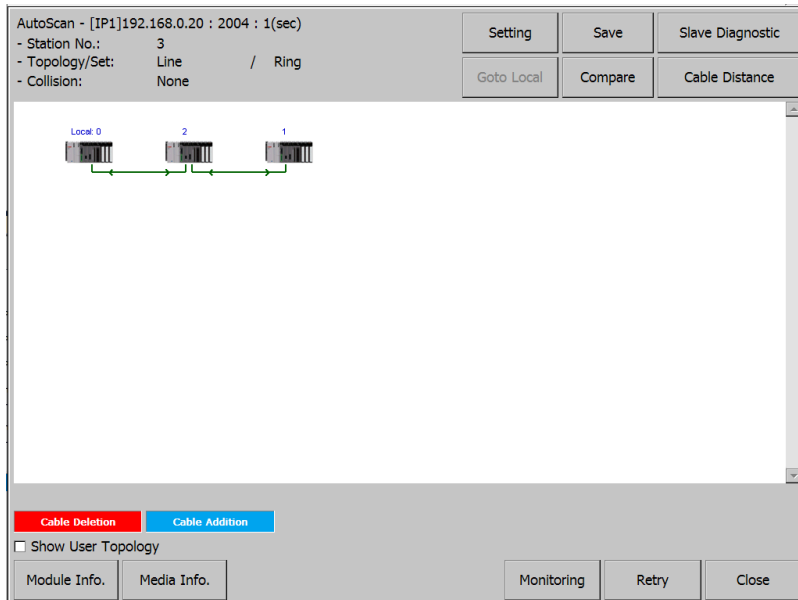 AutoScan - [IP1]192.168.0.20 : 2004 : 1(sec)
- Station No.: 3
- Topology/Set: Line / Ring
- Collision: None
Setting Save Slave Diagnostic
Goto Local Compare Cable Distance
Local: 0 2 1
Cable Deletion Cable Addition
Show User Topology
Module Info. Media Info. Monitoring Retry Close